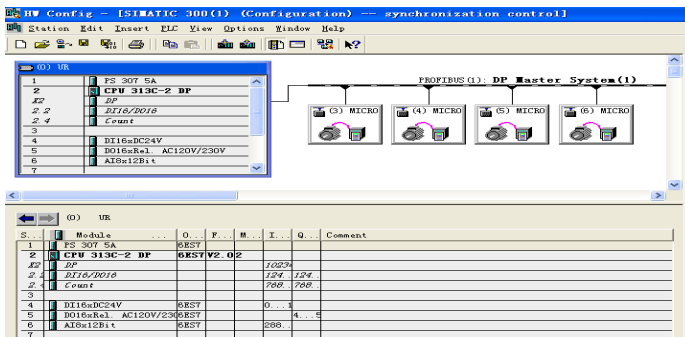 HW Config - [SIMATIC 300(1) (Configuration) -- synchronization control]
Station Edit Insert PLC View Options Window Help
(0) UR
1 PS 307 5A
2 CPU 313C-2 DP
X2 DP
2.2 DI16/DO16
2.4 Count
3
4 DI16xDC24V
5 DO16xRel. AC120V/230V
6 AI8x12Bit
7
PROFIBUS(1): DP Master System(1)
(3) MICRO (4) MICRO (5) MICRO (6) MICRO
(0) UR
S... Module ... O... F... M... I... Q... Comment
1 PS 307 5A 6ES7
2 CPU 313C-2 DP 6ES7 V2.0 2
X2 DP 1023
2. DI16/DO16 124.. 124..
2. Count 768.. 768..
3
4 DI16xDC24V 6ES7 0...1
5 DO16xRel. AC120V/230 6ES7 4...5
6 AI8x12Bit 6ES7 288..
7